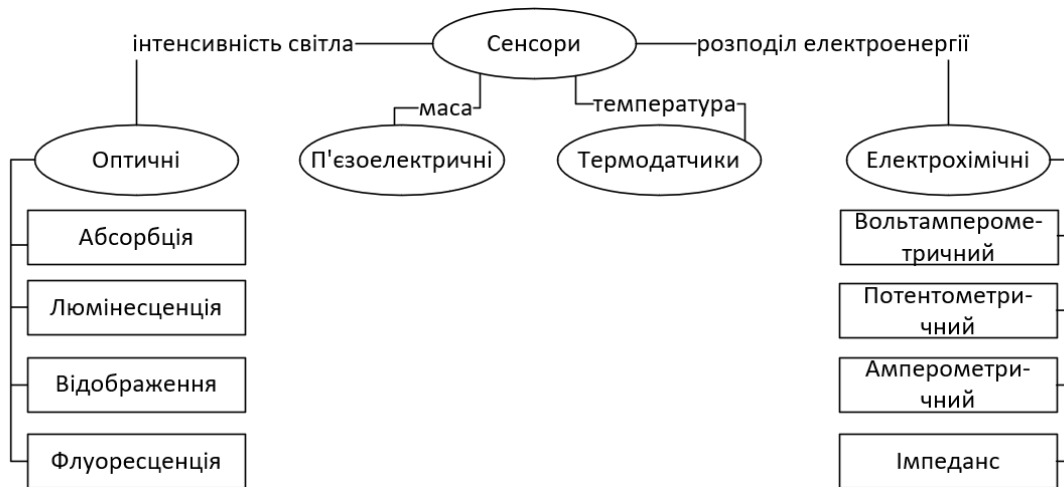 інтенсивність світла
Сенсори
розподіл електроенергії
маса
температура
Оптичні
П'єзоелектричні
Термодатчики
Електрохімічні
Абсорбція
Вольтампероме-
тричний
Люмінесценція
Потентометри-
чний
Відображення
Амперометри-
чний
Флуоресценція
Імпеданс